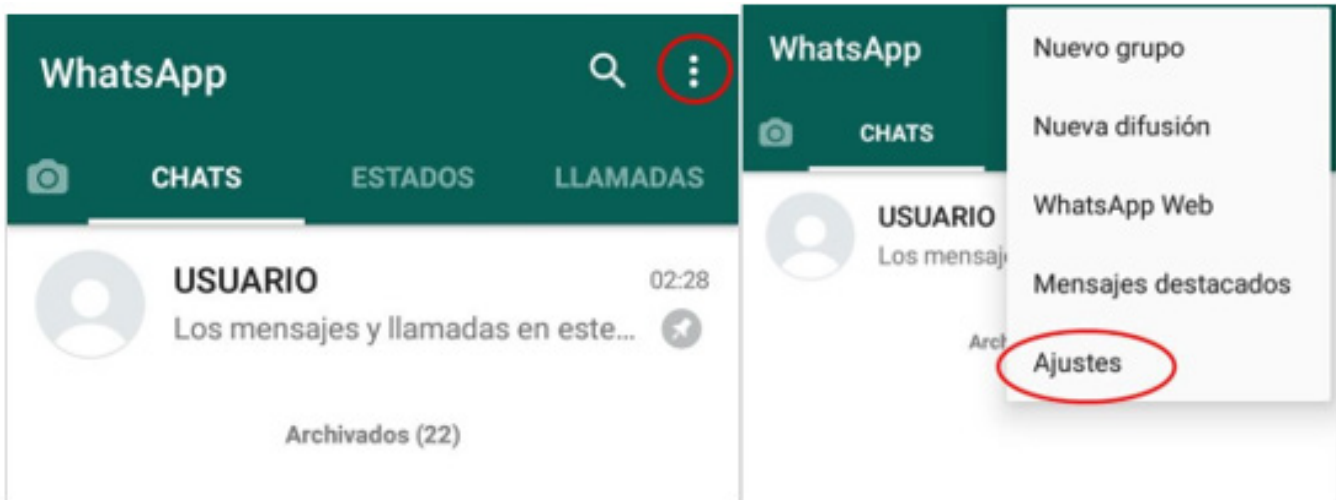 WhatsApp
CHATS ESTADOS LLAMADAS
USUARIO 02:28
Los mensajes y llamadas en este...
Archivados (22)
WhatsApp
CHATS
USUARIO
Los mensaj
Arch
Nuevo grupo
Nueva difusión
WhatsApp Web
Mensajes destacados
Ajustes